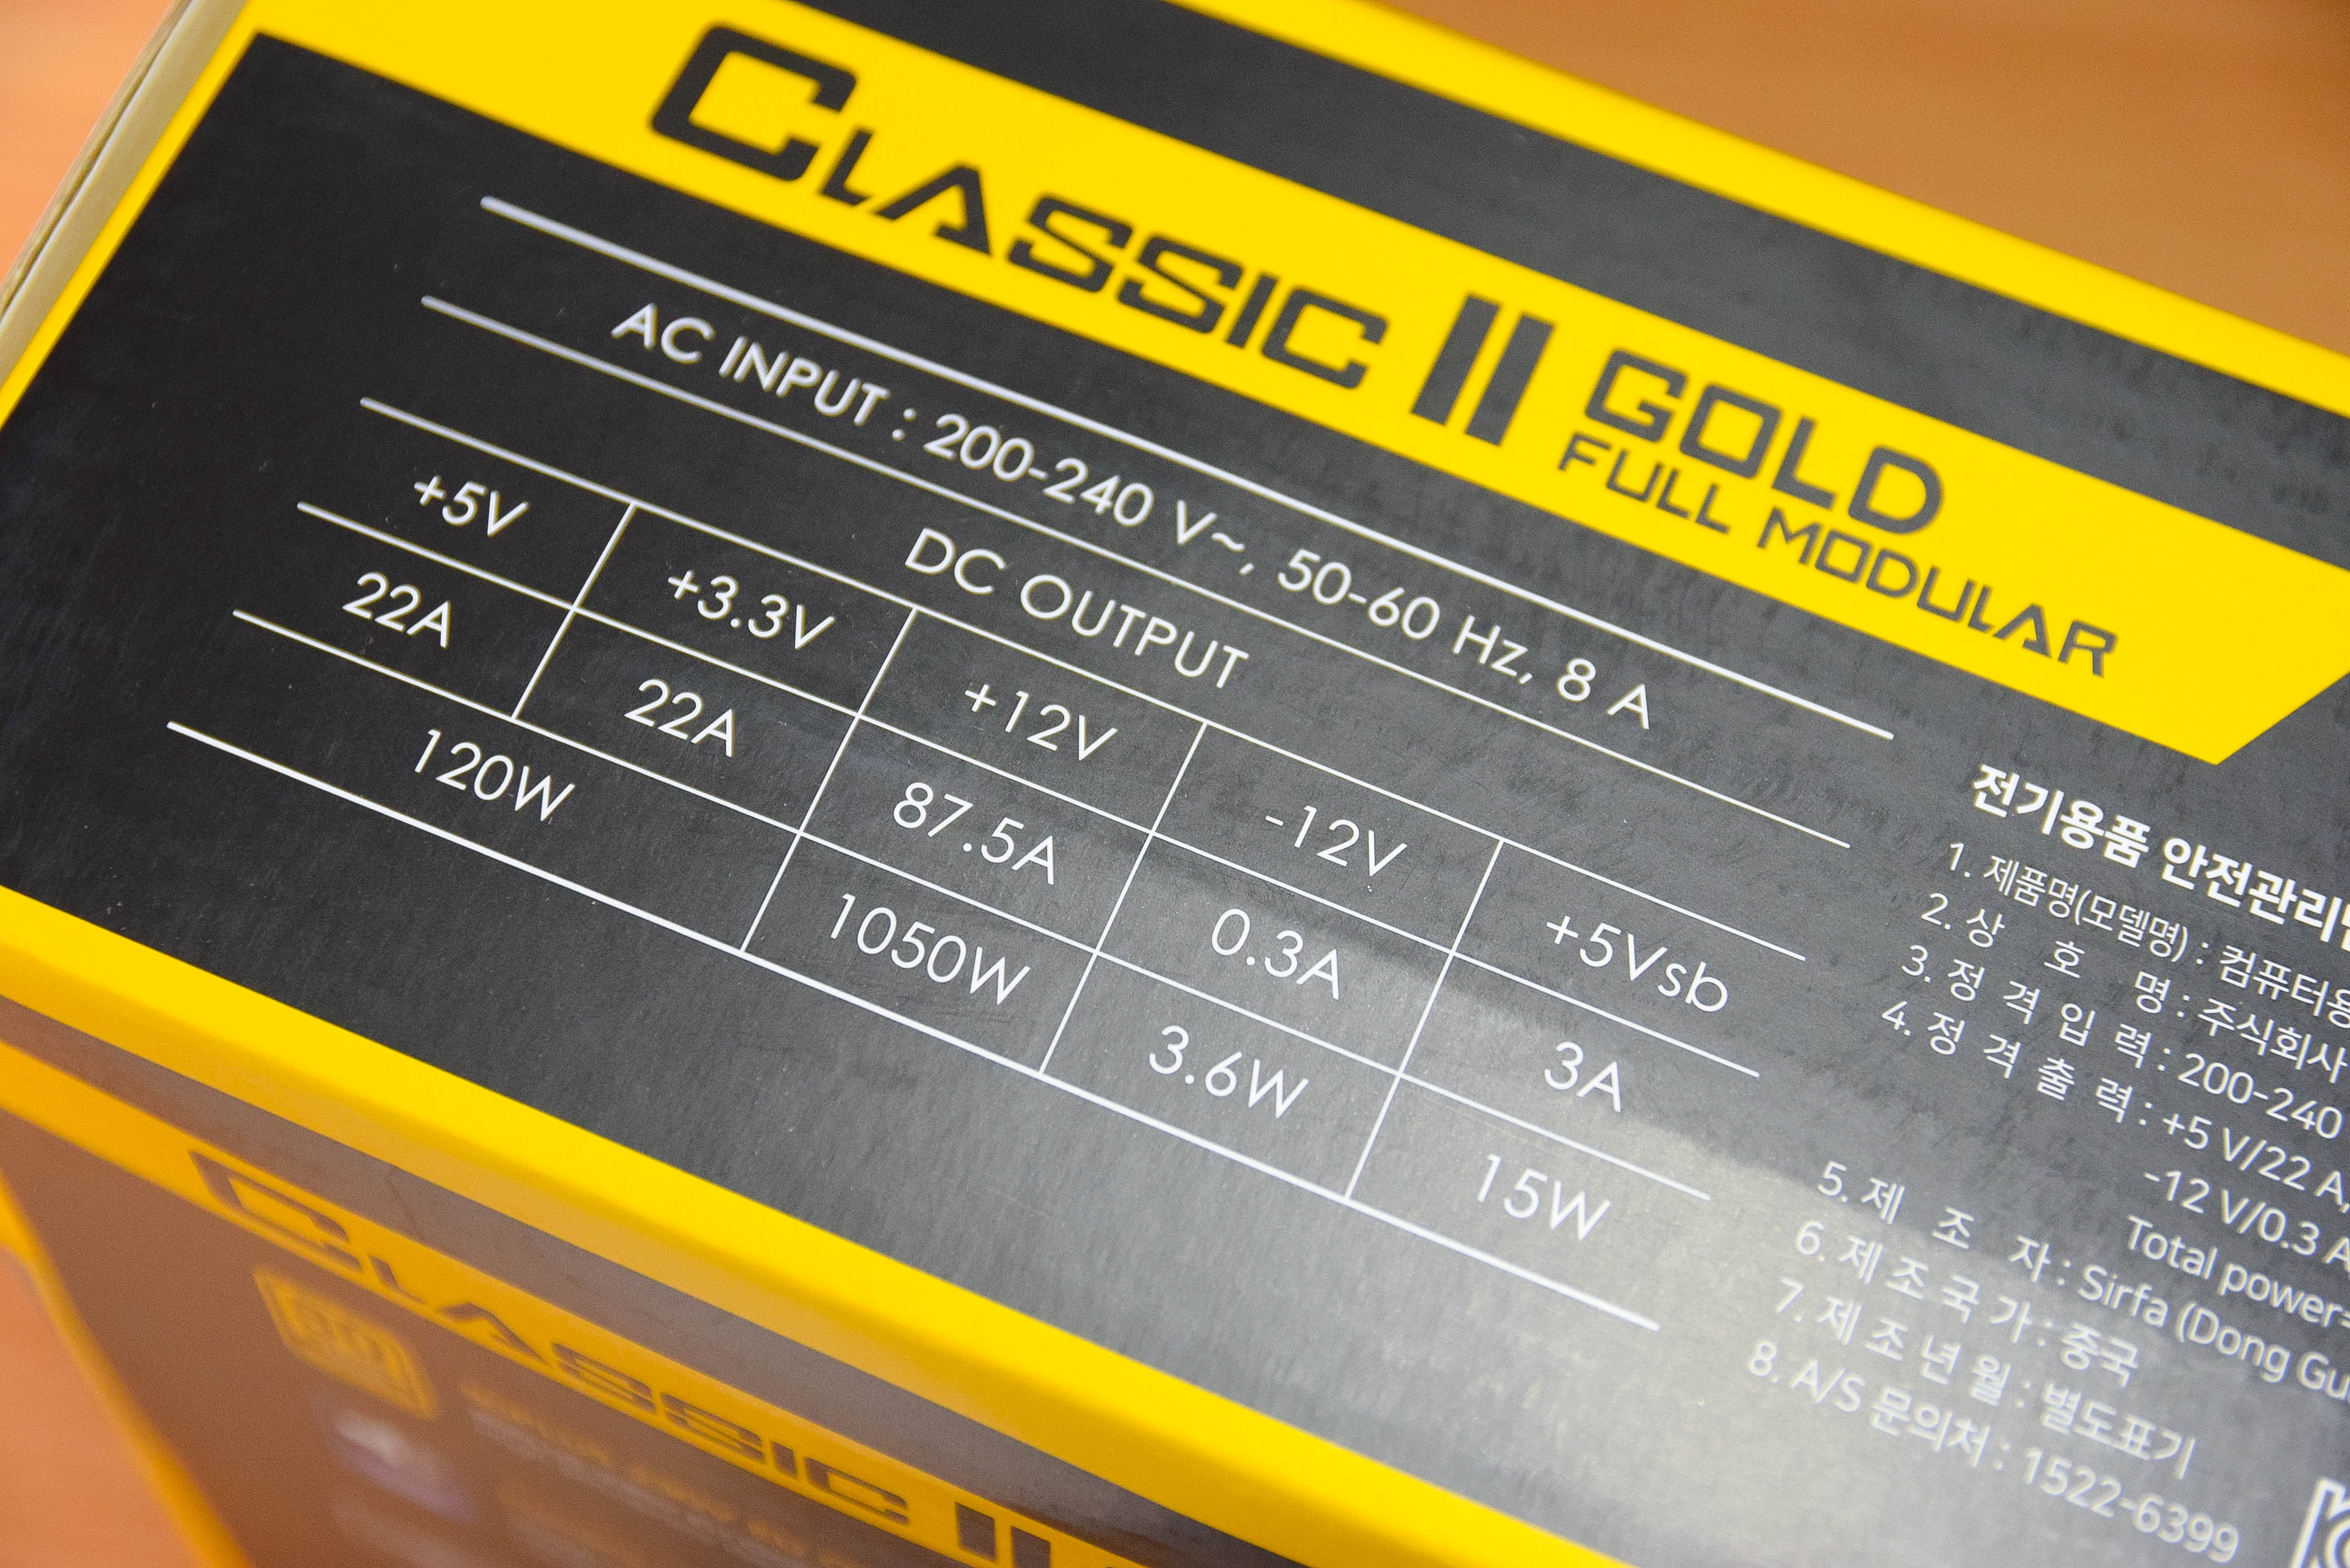 CLASSIC II GOLD
FULL MODULAR
AC INPUT : 200-240 V~, 50-60 Hz, 8 A
DC OUTPUT
+5V +3.3V +12V -12V +5Vsb
22A 22A 87.5A 0.3A 3A
120W 1050W 3.6W 15W
전기용품 안전관리
1. 제품명(모델명) : 컴퓨터용
2. 상 호 명 : 주식회사
3. 정 격 입 력 : 200-240
4. 정 격 출 력 : +5 V/22 A,
-12 V/0.3 A
Total power=
5. 제 조 자 : Sirfa (Dong Gu
6. 제 조 국 가 : 중국
7. 제 조 년 월 : 별도표기
8. A/S 문의처 : 1522-6399
CLASSIC II